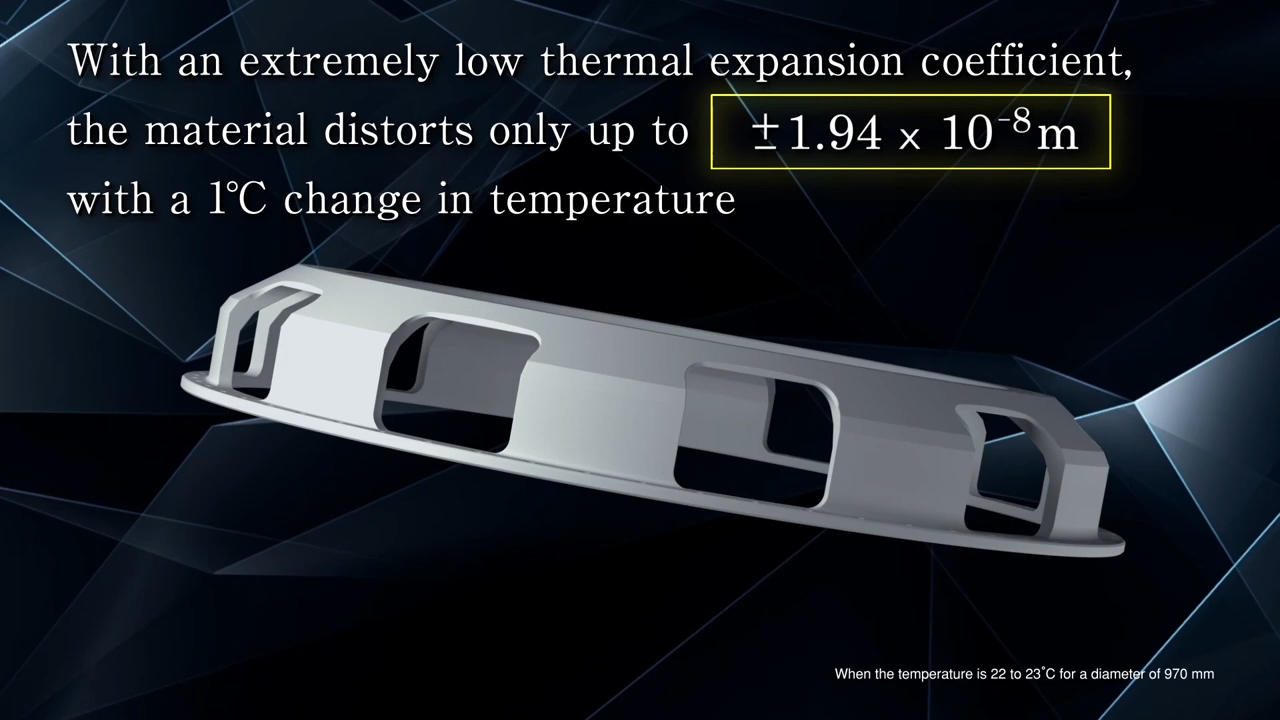 With an extremely low thermal expansion coefficient,
the material distorts only up to ±1.94 × 10⁻⁸m
with a 1℃ change in temperature
When the temperature is 22 to 23˚C for a diameter of 970 mm